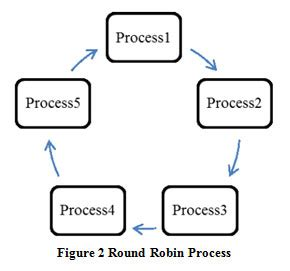 Process1
Process2
Process3
Process4
Process5
Figure 2 Round Robin Process